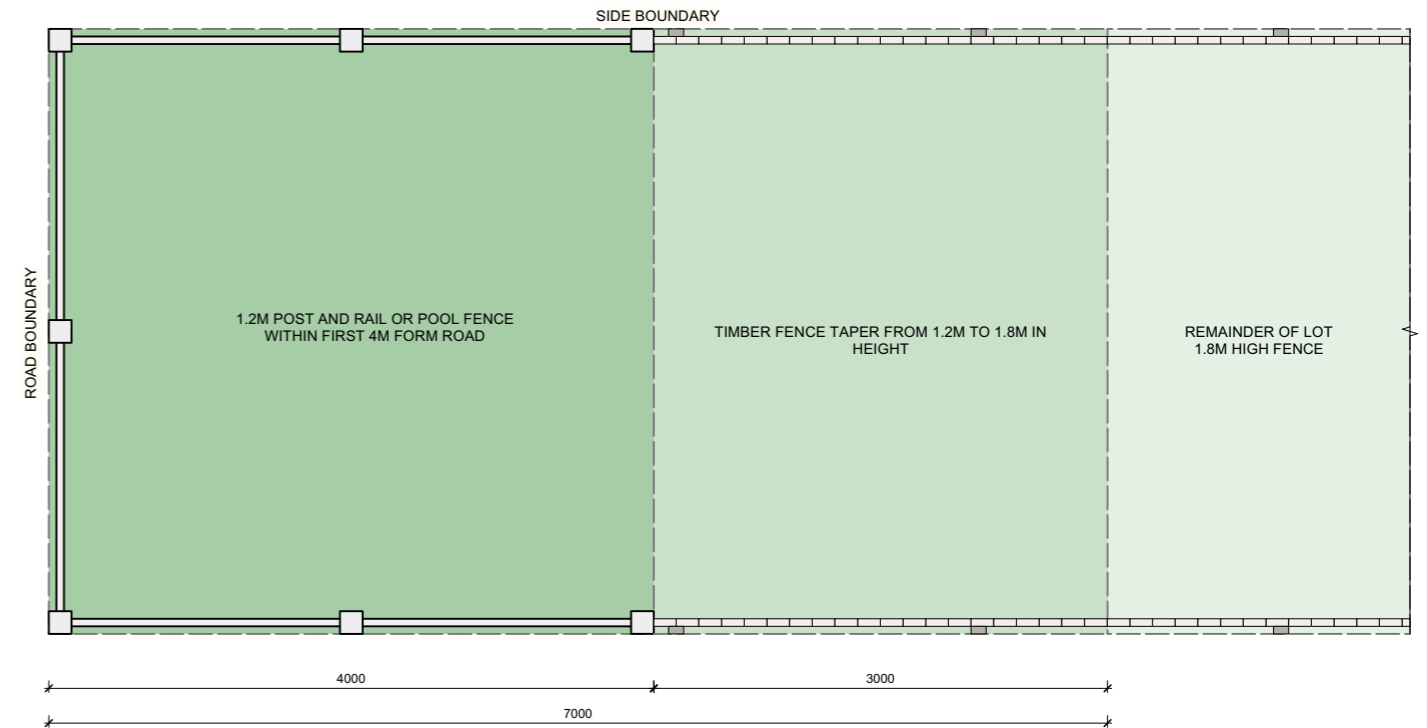 SIDE BOUNDARY
ROAD BOUNDARY
1.2M POST AND RAIL OR POOL FENCE
WITHIN FIRST 4M FORM ROAD
TIMBER FENCE TAPER FROM 1.2M TO 1.8M IN
HEIGHT
REMAINDER OF LOT
1.8M HIGH FENCE
4000
3000
7000